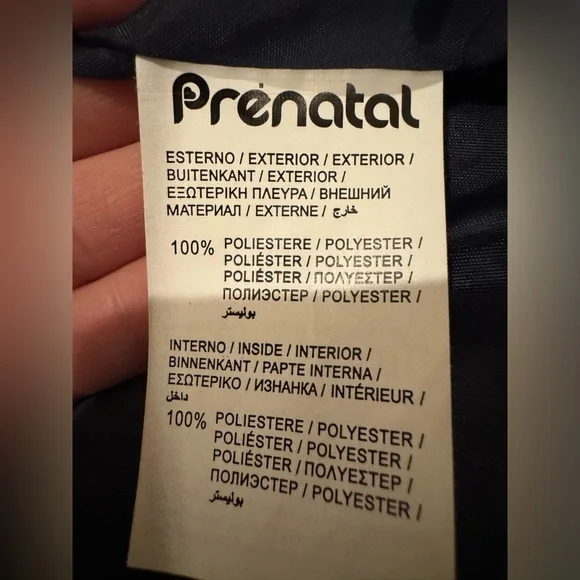 Prénatal
ESTERNO / EXTERIOR / EXTERIOR /
BUITENKANT / EXTERIOR /
ΕΞΩΤΕΡΙΚΗ ΠΛΕΥΡΑ / ВНЕШНИЙ
МАТЕРИАЛ / EXTERNE / خارج
100% POLIESTERE / POLYESTER /
POLIÉSTER / POLYESTER /
POLIÉSTER / ΠΟΛΥΕΣΤΕΡ /
ПОЛИЭСТЕР / POLYESTER /
بوليستر
INTERNO / INSIDE / INTERIOR /
BINNENKANT / PAPTE INTERNA /
ΕΣΩΤΕΡΙΚΟ / ИЗНАНКА / INTÉRIEUR /
داخل
100% POLIESTERE / POLYESTER /
POLIÉSTER / POLYESTER /
POLIÉSTER / ΠΟΛΥΕΣΤΕΡ /
ПОЛИЭСТЕР / POLYESTER /
بوليستر